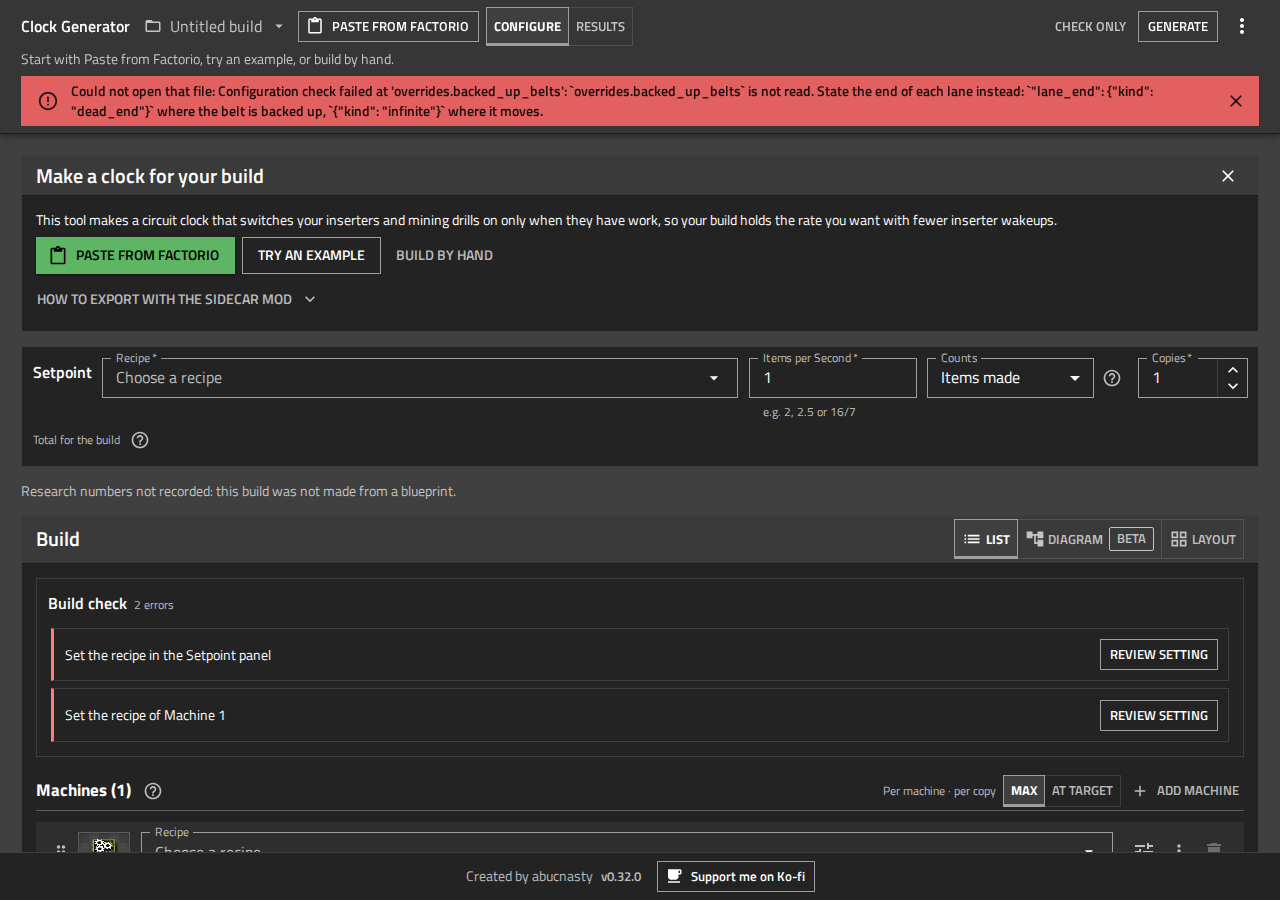 Clock Generator
Untitled build
PASTE FROM FACTORIO
CONFIGURE
RESULTS
CHECK ONLY
GENERATE
Start with Paste from Factorio, try an example, or build by hand.
Could not open that file: Configuration check failed at 'overrides.backed_up_belts': `overrides.backed_up_belts` is not read. State the end of each lane instead: `"lane_end": {"kind":
"dead_end"}` where the belt is backed up, `{"kind": "infinite"}` where it moves.
Make a clock for your build
This tool makes a circuit clock that switches your inserters and mining drills on only when they have work, so your build holds the rate you want with fewer inserter wakeups.
PASTE FROM FACTORIO
TRY AN EXAMPLE
BUILD BY HAND
HOW TO EXPORT WITH THE SIDECAR MOD
Setpoint
Recipe *
Choose a recipe
Items per Second *
1
Counts
Items made
Copies *
1
e.g. 2, 2.5 or 16/7
Total for the build
Research numbers not recorded: this build was not made from a blueprint.
Build
LIST
DIAGRAM
BETA
LAYOUT
Build check 2 errors
Set the recipe in the Setpoint panel
REVIEW SETTING
Set the recipe of Machine 1
REVIEW SETTING
Machines (1)
Per machine · per copy
MAX
AT TARGET
ADD MACHINE
Recipe
Choose a recipe
Created by abucnasty v0.32.0
Support me on Ko-fi